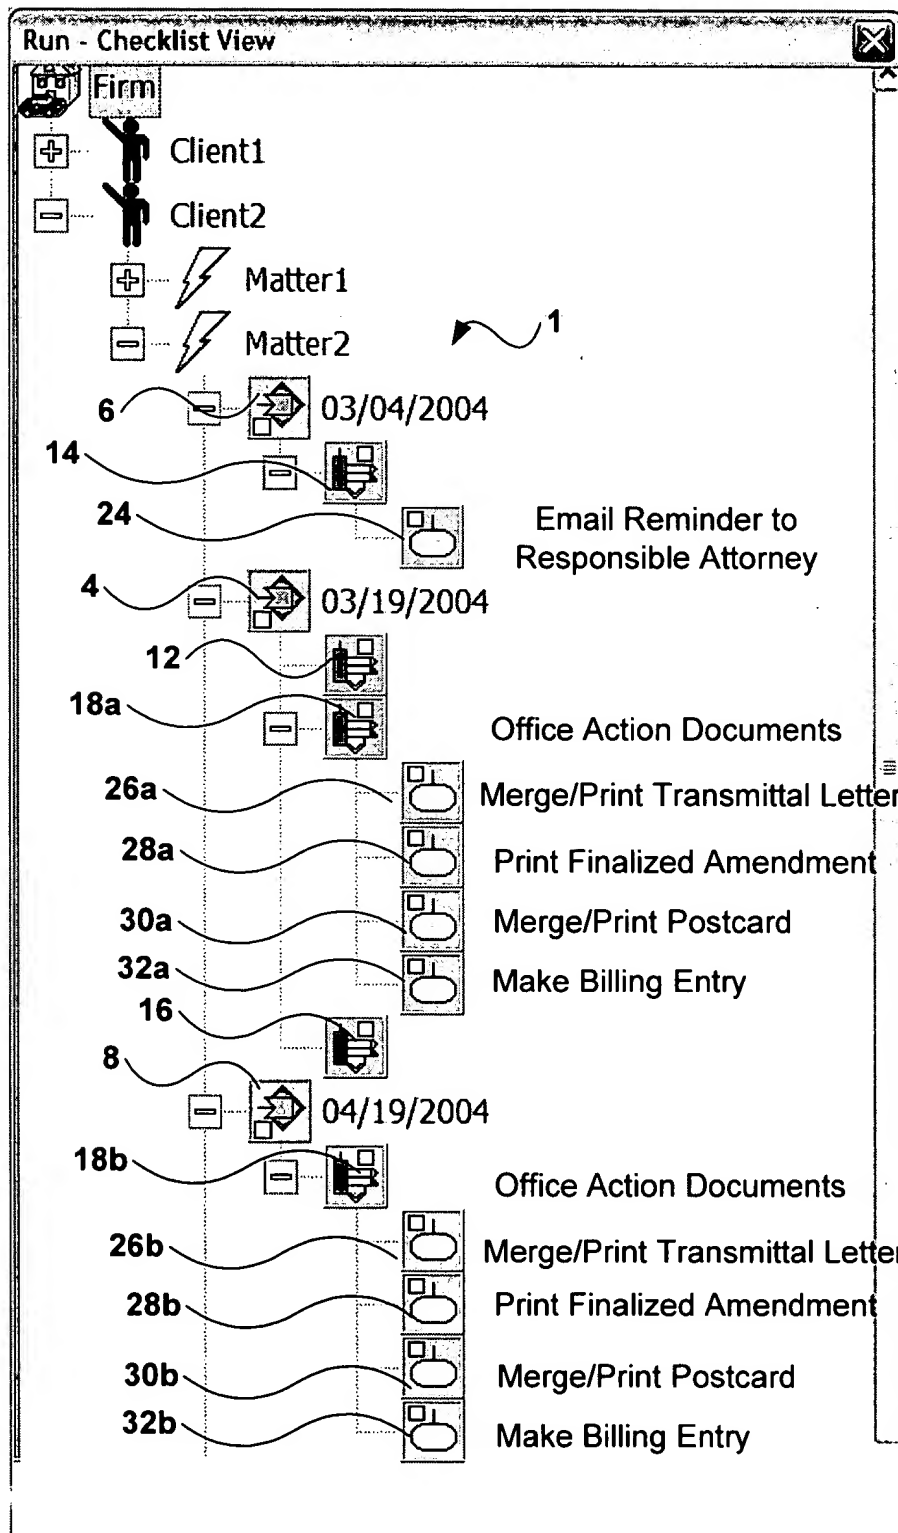 Run - Checklist View
Firm
Client1
Client2
Matter1
Matter2
1
6 03/04/2004
14
24 Email Reminder to
Responsible Attorney
4 03/19/2004
12
18a Office Action Documents
26a Merge/Print Transmittal Letter
28a Print Finalized Amendment
30a Merge/Print Postcard
32a Make Billing Entry
16
8 04/19/2004
18b Office Action Documents
26b Merge/Print Transmittal Letter
28b Print Finalized Amendment
30b Merge/Print Postcard
32b Make Billing Entry